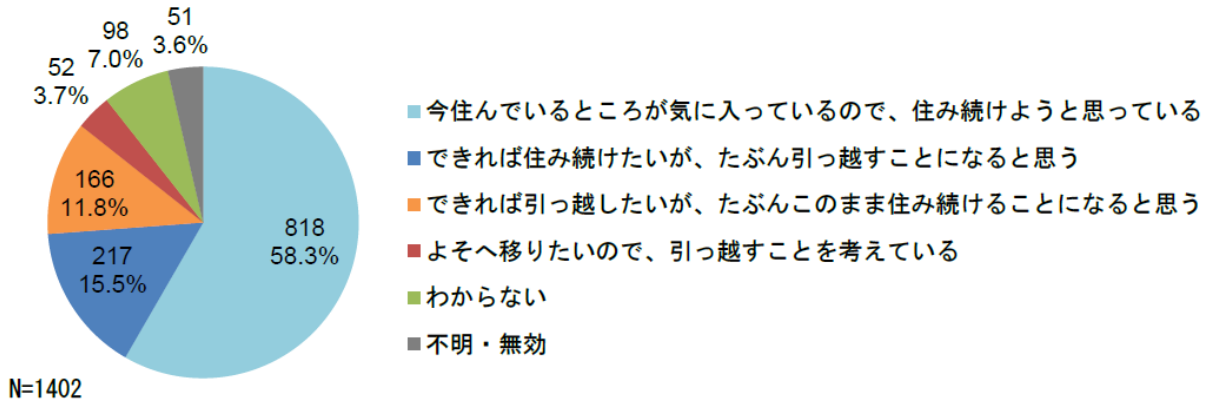 51
3.6%
98
7.0%
52
3.7%
166
11.8%
217
15.5%
818
58.3%
今住んでいるところが気に入っているので、住み続けようと思っている
できれば住み続けたいが、たぶん引っ越すことになると思う
できれば引っ越したいが、たぶんこのまま住み続けることになると思う
よそへ移りたいので、引っ越すことを考えている
わからない
不明・無効
N=1402